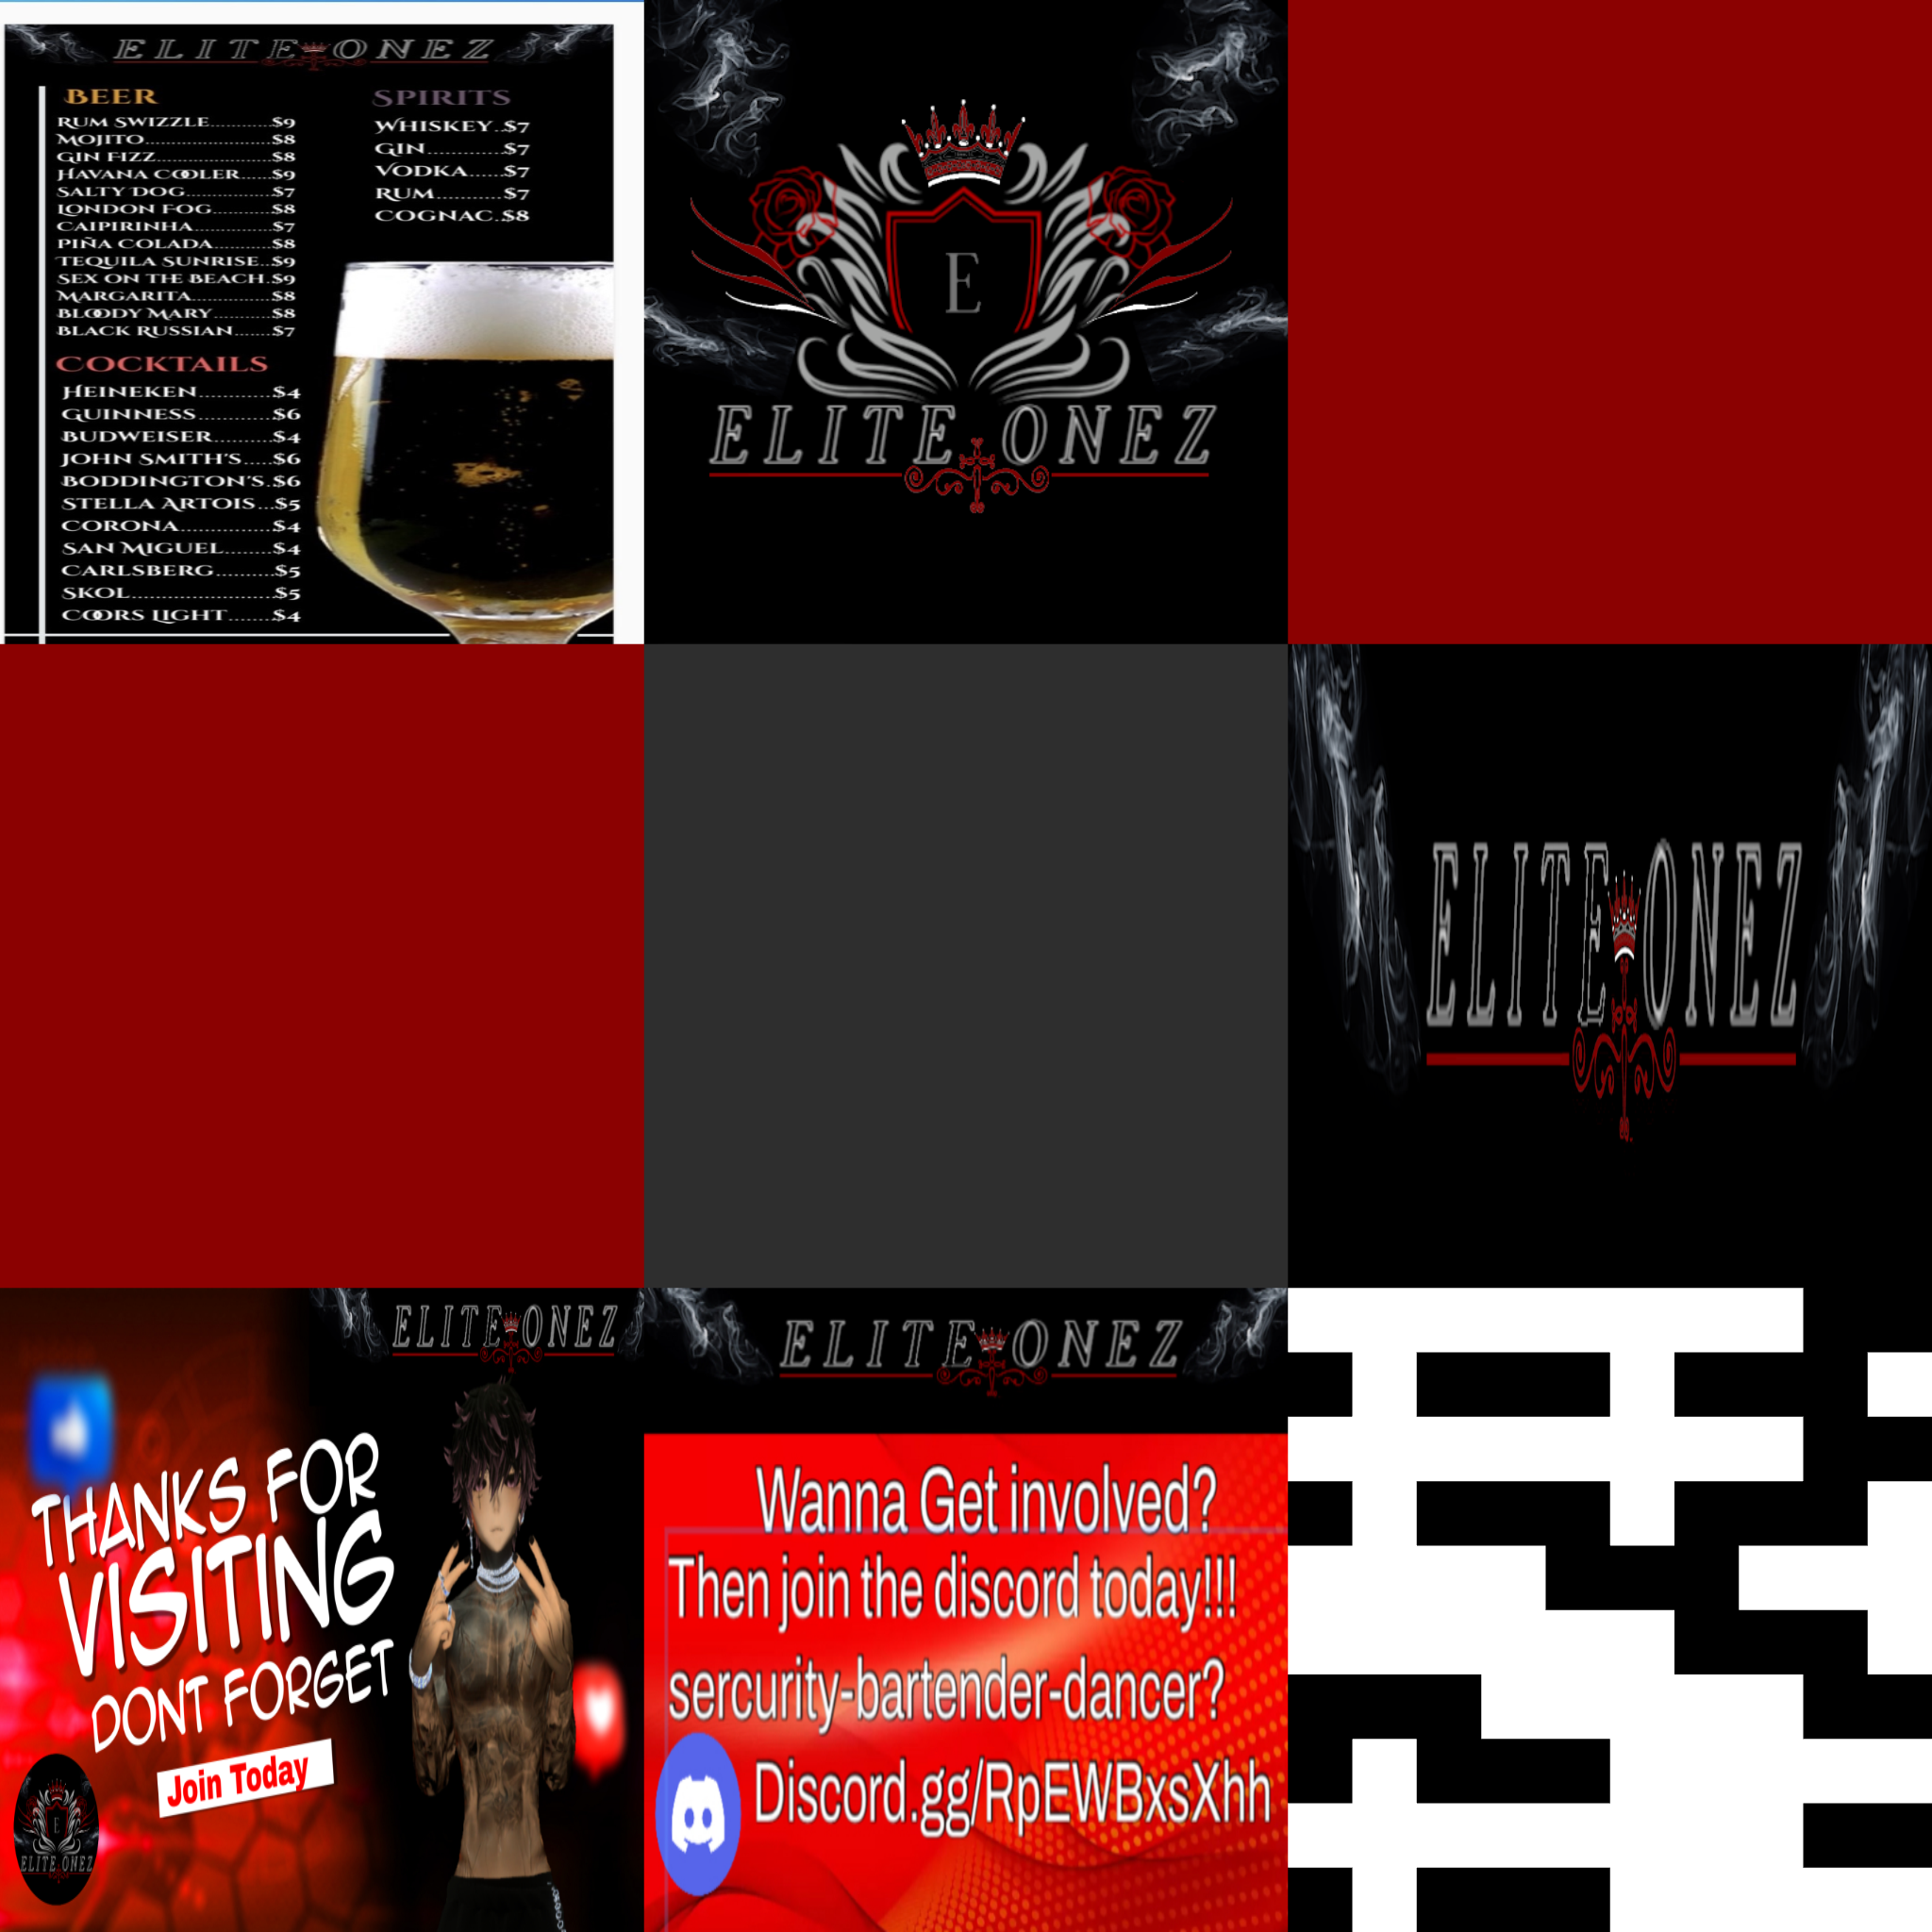 ELITE ONEZ
BEER
RUM SWIZZLE............$9
MOJITO........................$8
GIN FIZZ......................$8
HAVANA COOLER......$9
SALTY DOG.................$7
LONDON FOG............$8
CAIPIRINHA...............$7
PIÑA COLADA...........$8
TEQUILA SUNRISE..$9
SEX ON THE BEACH.$9
MARGARITA...............$8
BLOODY MARY...........$8
BLACK RUSSIAN.......$7
COCKTAILS
HEINEKEN............$4
GUINNESS............$6
BUDWEISER.........$4
JOHN SMITH'S.....$6
BODDINGTON'S.$6
STELLA ARTOIS...$5
CORONA...............$4
SAN MIGUEL........$4
CARLSBERG..........$5
SKOL.......................$5
COORS LIGHT.......$4
SPIRITS
WHISKEY..$7
GIN............$7
VODKA......$7
RUM...........$7
COGNAC..$8
E
ELITE ONEZ
ELITE ONEZ
ELITE ONEZ
THANKS FOR
VISITING
DONT FORGET
Join Today
E
ELITE ONEZ
ELITE ONEZ
Wanna Get involved?
Then join the discord today!!!
sercurity-bartender-dancer?
Discord.gg/RpEWBxsXhh